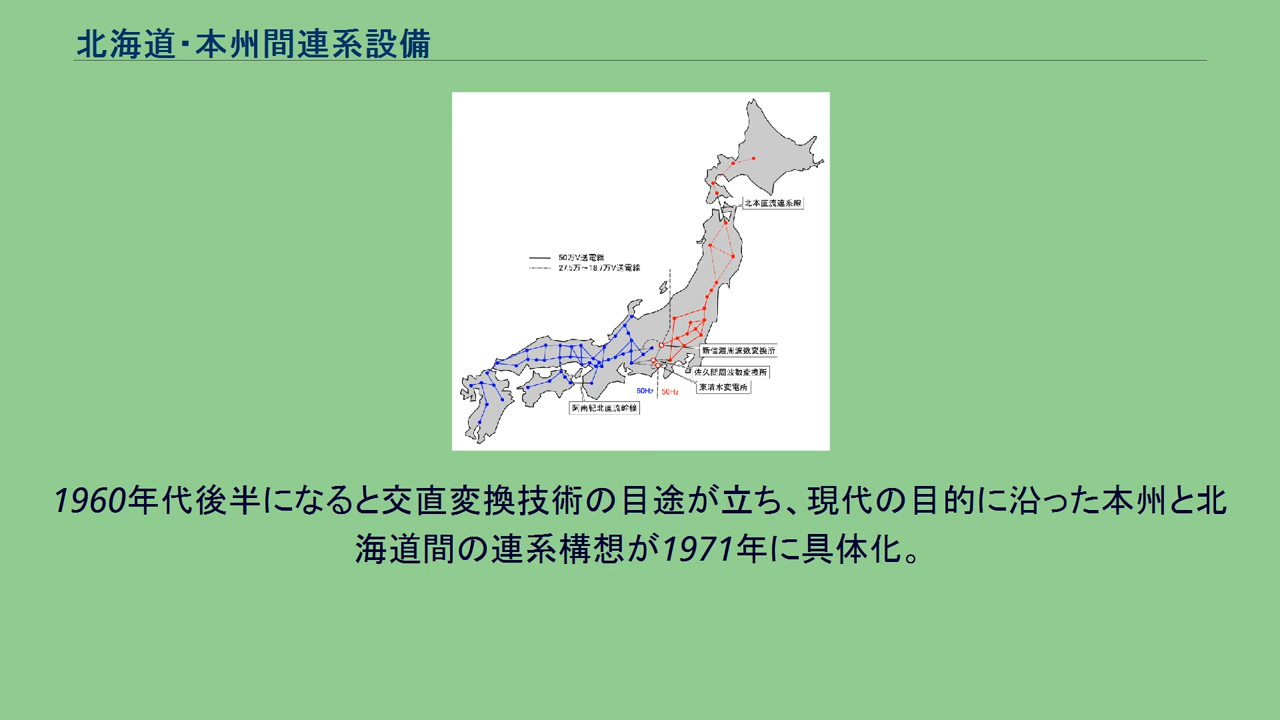 北海道・本州間連系設備
北本直流連系線
50万V送電線
27.5万～18.7万V送電線
新信濃周波数変換所
佐久間周波数変換所
東清水変電所
60Hz
50Hz
阿南紀北直流幹線
1960年代後半になると交直変換技術の目途が立ち、現代の目的に沿った本州と北
海道間の連系構想が1971年に具体化。